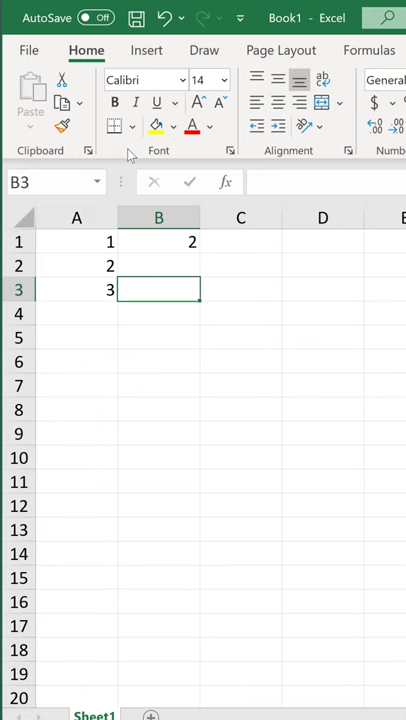 AutoSave Off Book1 - Excel
File Home Insert Draw Page Layout Formulas
Paste Calibri 14 A A ab General
B I U A $
Clipboard Font Alignment
B3 fx
A B C D
1 1 2
2 2
3 3
4
5
6
7
8
9
10
11
12
13
14
15
16
17
18
19
20
Sheet1